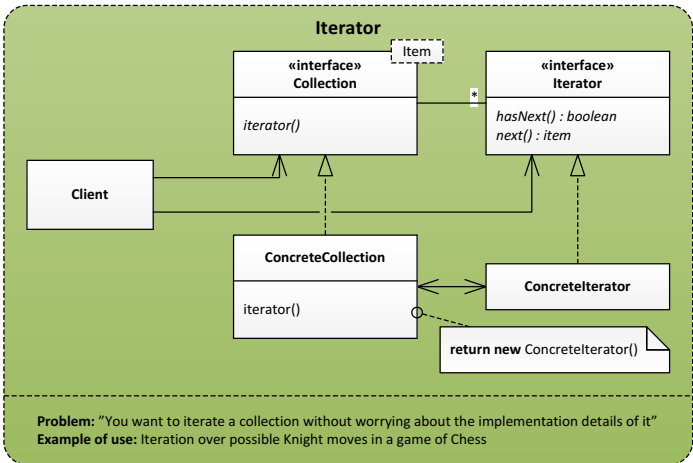 Iterator
Item
«interface»
Collection
iterator()
*
«interface»
Iterator
hasNext() : boolean
next() : item
Client
ConcreteCollection
iterator()
ConcreteIterator
return new ConcreteIterator()
Problem: ”You want to iterate a collection without worrying about the implementation details of it”
Example of use: Iteration over possible Knight moves in a game of Chess